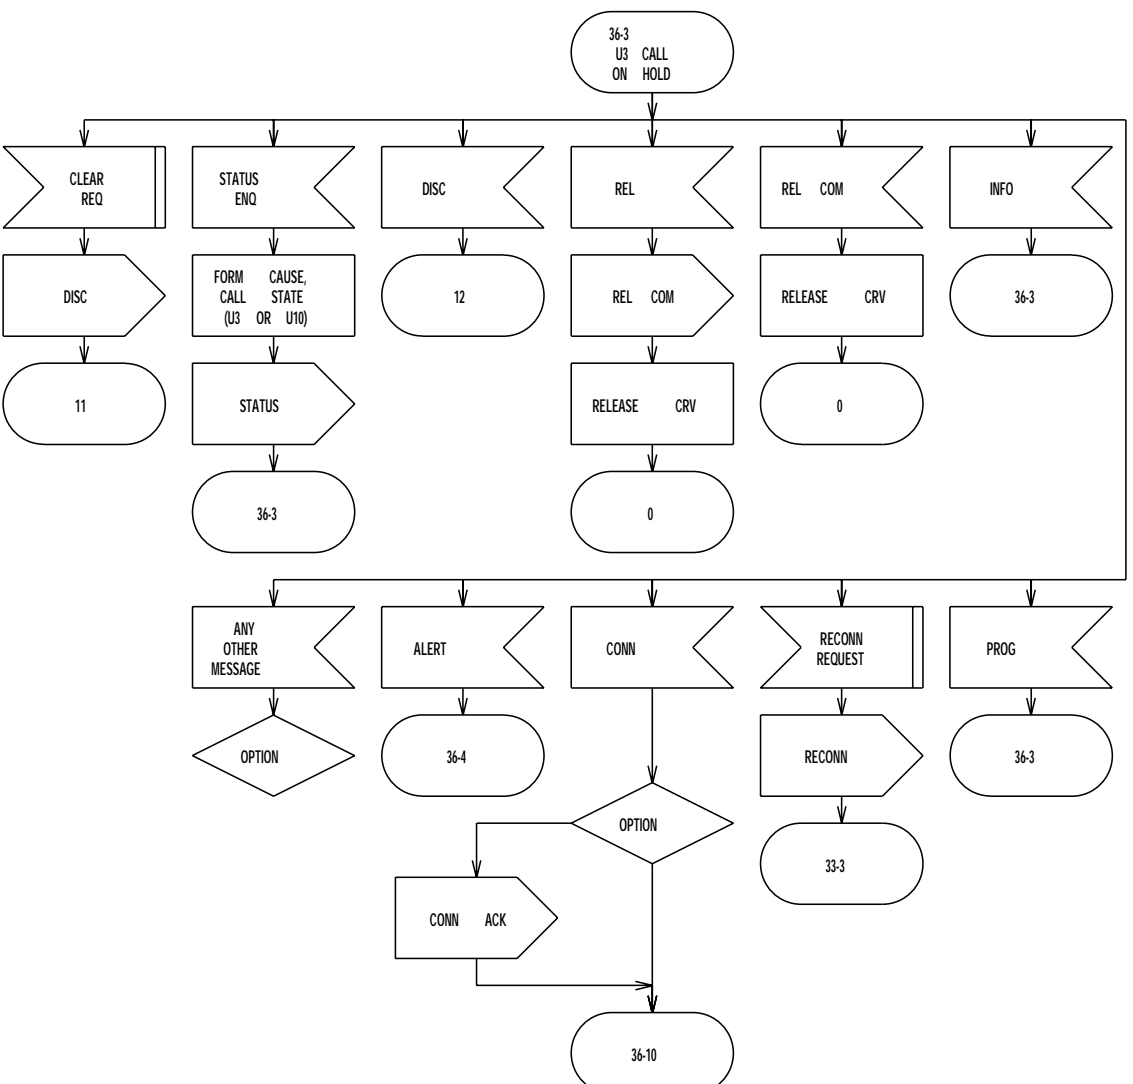 36-3
U3 CALL
ON HOLD
CLEAR
REQ
STATUS
ENQ
DISC
REL
REL COM
INFO
DISC
FORM CAUSE,
CALL STATE
(U3 OR U10)
12
REL COM
RELEASE CRV
36-3
11
STATUS
RELEASE CRV
0
36-3
0
ANY
OTHER
MESSAGE
ALERT
CONN
RECONN
REQUEST
PROG
OPTION
36-4
RECONN
36-3
OPTION
33-3
CONN ACK
36-10